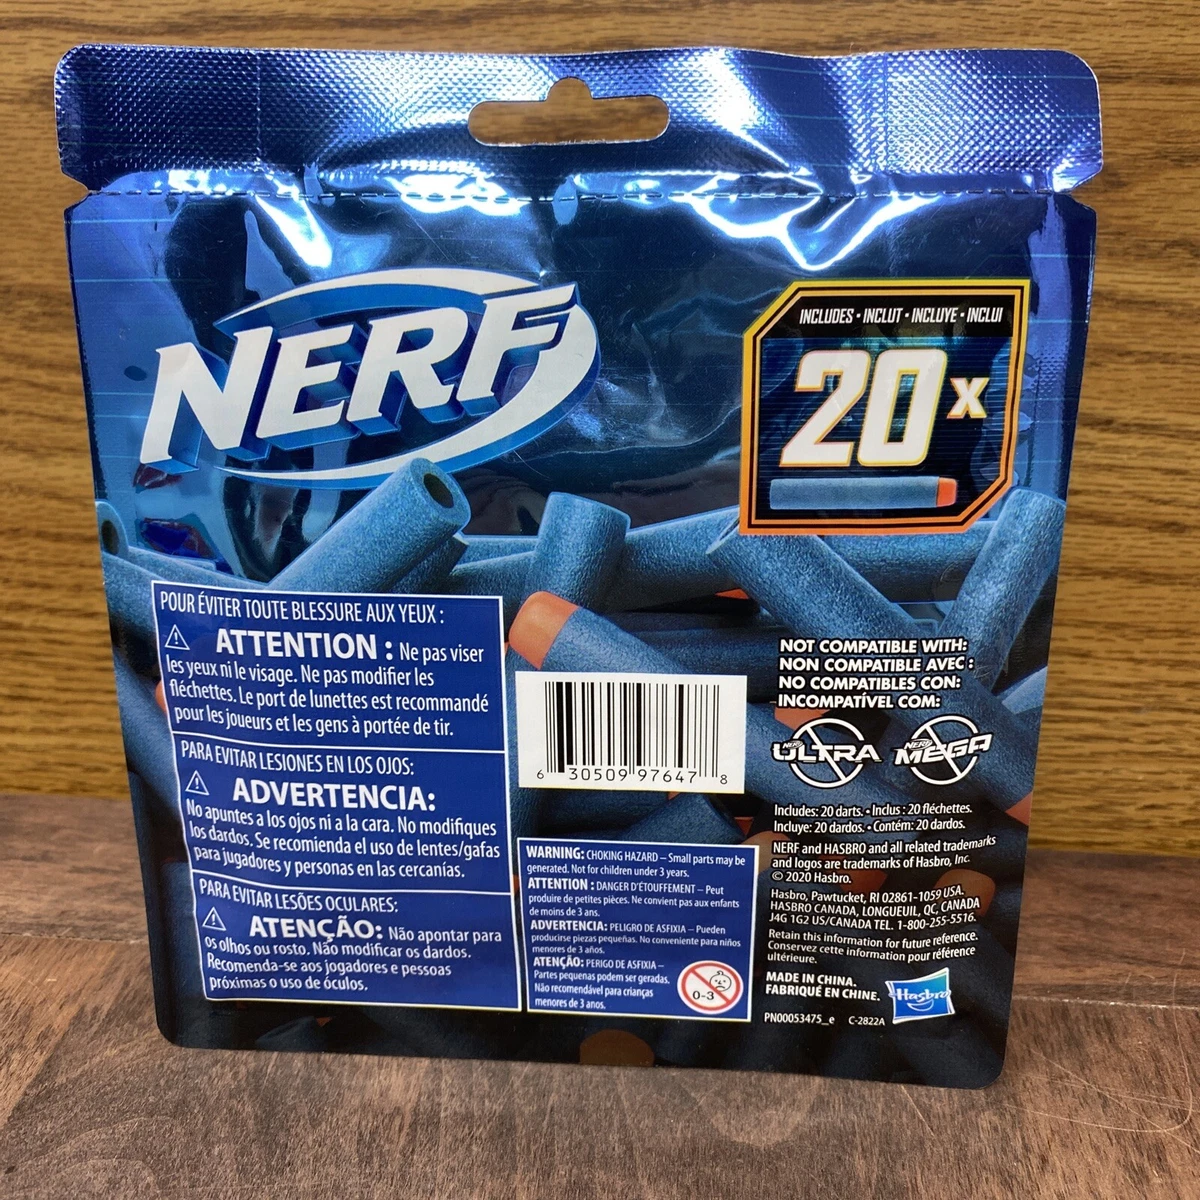 NERF
INCLUDES • INCLUT • INCLUYE • INCLUI
20x
POUR ÉVITER TOUTE BLESSURE AUX YEUX :
ATTENTION : Ne pas viser
les yeux ni le visage. Ne pas modifier les
fléchettes. Le port de lunettes est recommandé
pour les joueurs et les gens à portée de tir.
PARA EVITAR LESIONES EN LOS OJOS:
ADVERTENCIA:
No apuntes a los ojos ni a la cara. No modifiques
los dardos. Se recomienda el uso de lentes/gafas
para jugadores y personas en las cercanías.
PARA EVITAR LESÕES OCULARES:
ATENÇÃO: Não apontar para
os olhos ou rosto. Não modificar os dardos.
Recomenda-se aos jogadores e pessoas
próximas o uso de óculos.
6 30509 97647 8
WARNING: CHOKING HAZARD – Small parts may be
generated. Not for children under 3 years.
ATTENTION : DANGER D'ÉTOUFFEMENT – Peut
produire de petites pièces. Ne convient pas aux enfants
de moins de 3 ans.
ADVERTENCIA: PELIGRO DE ASFIXIA – Pueden
producirse piezas pequeñas. No conveniente para niños
menores de 3 años.
ATENÇÃO: PERIGO DE ASFIXIA –
Partes pequenas podem ser geradas.
Não recomendável para crianças
menores de 3 anos.
0-3
NOT COMPATIBLE WITH:
NON COMPATIBLE AVEC :
NO COMPATIBLES CON:
INCOMPATÍVEL COM:
NERF ULTRA NERF MEGA
Includes: 20 darts. • Inclus : 20 fléchettes.
Incluye: 20 dardos. • Contém: 20 dardos.
NERF and HASBRO and all related trademarks
and logos are trademarks of Hasbro, Inc.
© 2020 Hasbro.
Hasbro, Pawtucket, RI 02861-1059 USA.
HASBRO CANADA, LONGUEUIL, QC, CANADA
J4G 1G2 US/CANADA TEL. 1-800-255-5516.
Retain this information for future reference.
Conservez cette information pour référence
ultérieure.
MADE IN CHINA.
FABRIQUÉ EN CHINE.
Hasbro
PN00053475_e C-2822A